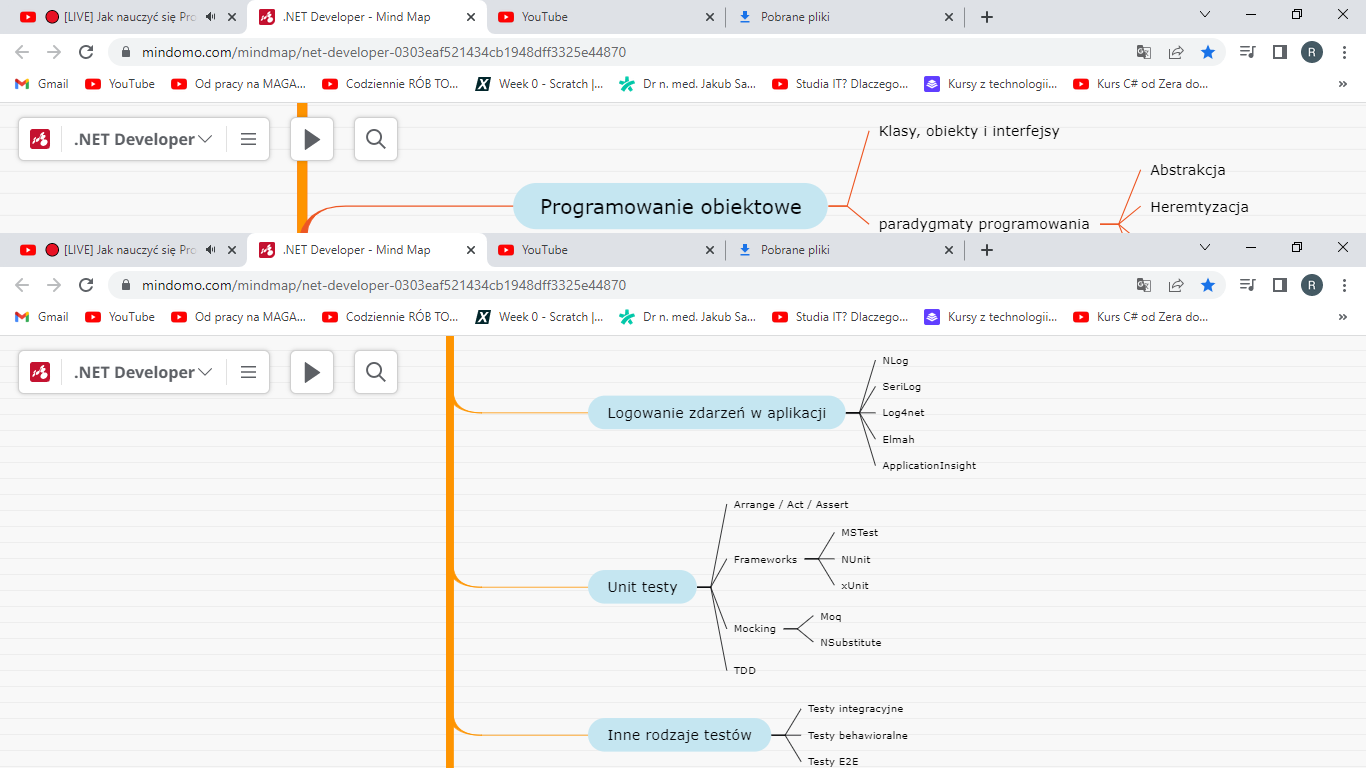 [LIVE] Jak nauczyć się Pro
.NET Developer - Mind Map
YouTube
Pobrane pliki
mindomo.com/mindmap/net-developer-0303eaf521434cb1948dff3325e44870
R
Gmail
YouTube
Od pracy na MAGA...
Codziennie RÓB TO...
Week 0 - Scratch |...
Dr n. med. Jakub Sa...
Studia IT? Dlaczego...
Kursy z technologii...
Kurs C# od Zera do...
.NET Developer
Klasy, obiekty i interfejsy
Programowanie obiektowe
paradygmaty programowania
Abstrakcja
Heremtyzacja
[LIVE] Jak nauczyć się Pro
.NET Developer - Mind Map
YouTube
Pobrane pliki
mindomo.com/mindmap/net-developer-0303eaf521434cb1948dff3325e44870
R
Gmail
YouTube
Od pracy na MAGA...
Codziennie RÓB TO...
Week 0 - Scratch |...
Dr n. med. Jakub Sa...
Studia IT? Dlaczego...
Kursy z technologii...
Kurs C# od Zera do...
.NET Developer
Logowanie zdarzeń w aplikacji
NLog
SeriLog
Log4net
Elmah
ApplicationInsight
Unit testy
Arrange / Act / Assert
Frameworks
MSTest
NUnit
xUnit
Mocking
Moq
NSubstitute
TDD
Inne rodzaje testów
Testy integracyjne
Testy behawioralne
Testy E2E